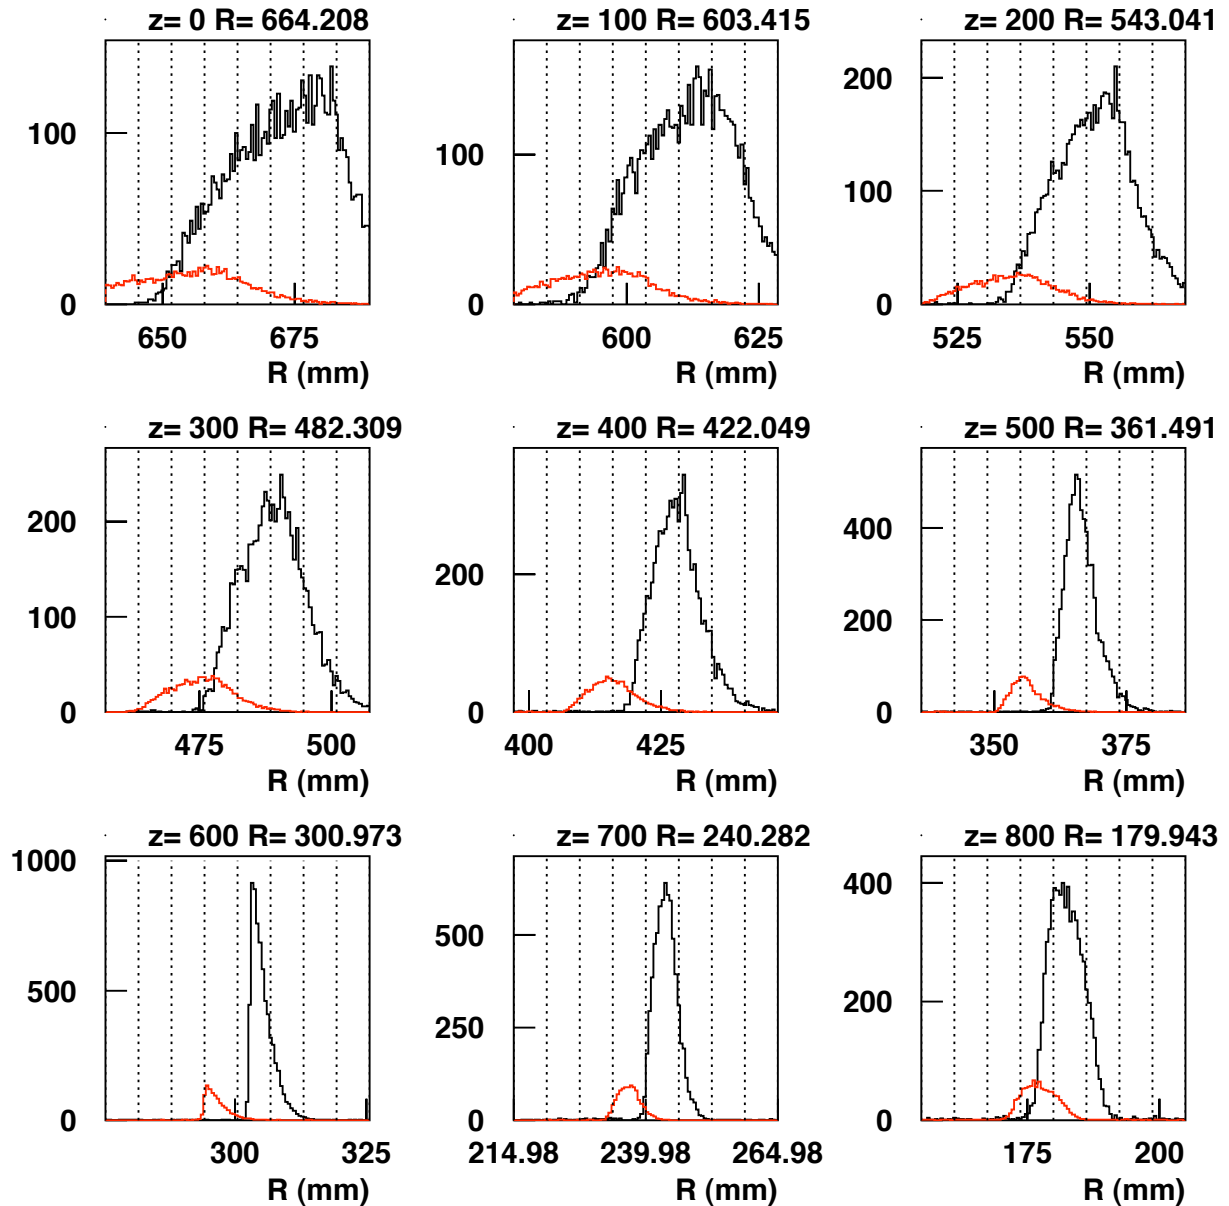 z= 0 R= 664.208
100
0
650 675
R (mm)
z= 100 R= 603.415
100
0
600 625
R (mm)
z= 200 R= 543.041
200
100
0
525 550
R (mm)
z= 300 R= 482.309
200
100
0
475 500
R (mm)
z= 400 R= 422.049
200
0
400 425
R (mm)
z= 500 R= 361.491
400
200
0
350 375
R (mm)
z= 600 R= 300.973
1000
500
0
300 325
R (mm)
z= 700 R= 240.282
500
250
0
214.98 239.98 264.98
R (mm)
z= 800 R= 179.943
400
200
0
175 200
R (mm)